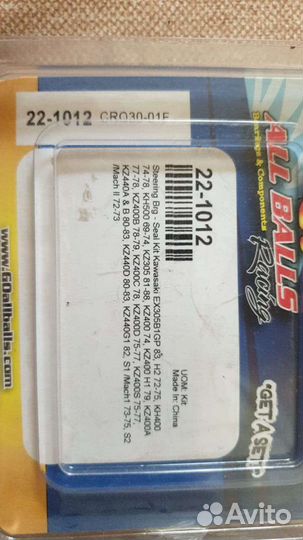 22-1012 CRO30-01F
ALL BALLS
Racing
Bearings & Components
GET A SET
22-1012
Steering Brg - Seal Kit Kawasaki EX305B1GP 83, H2 72-75, KH400
74-78, KH500 69-74, KZ305 81-88, KZ400 74, KZ400 H1 79, KZ400A
77-78, KZ400B 78-79, KZ400C 78, KZ400D 75-77, KZ400S 75-77,
KZ440A & B 80-83, KZ440D 80-83, KZ440G1 82, S1 /Mach1 73-75, S2
/Mach II 72-73
UOM: Kit
Made In: China
www.GOallballs.com
Avito